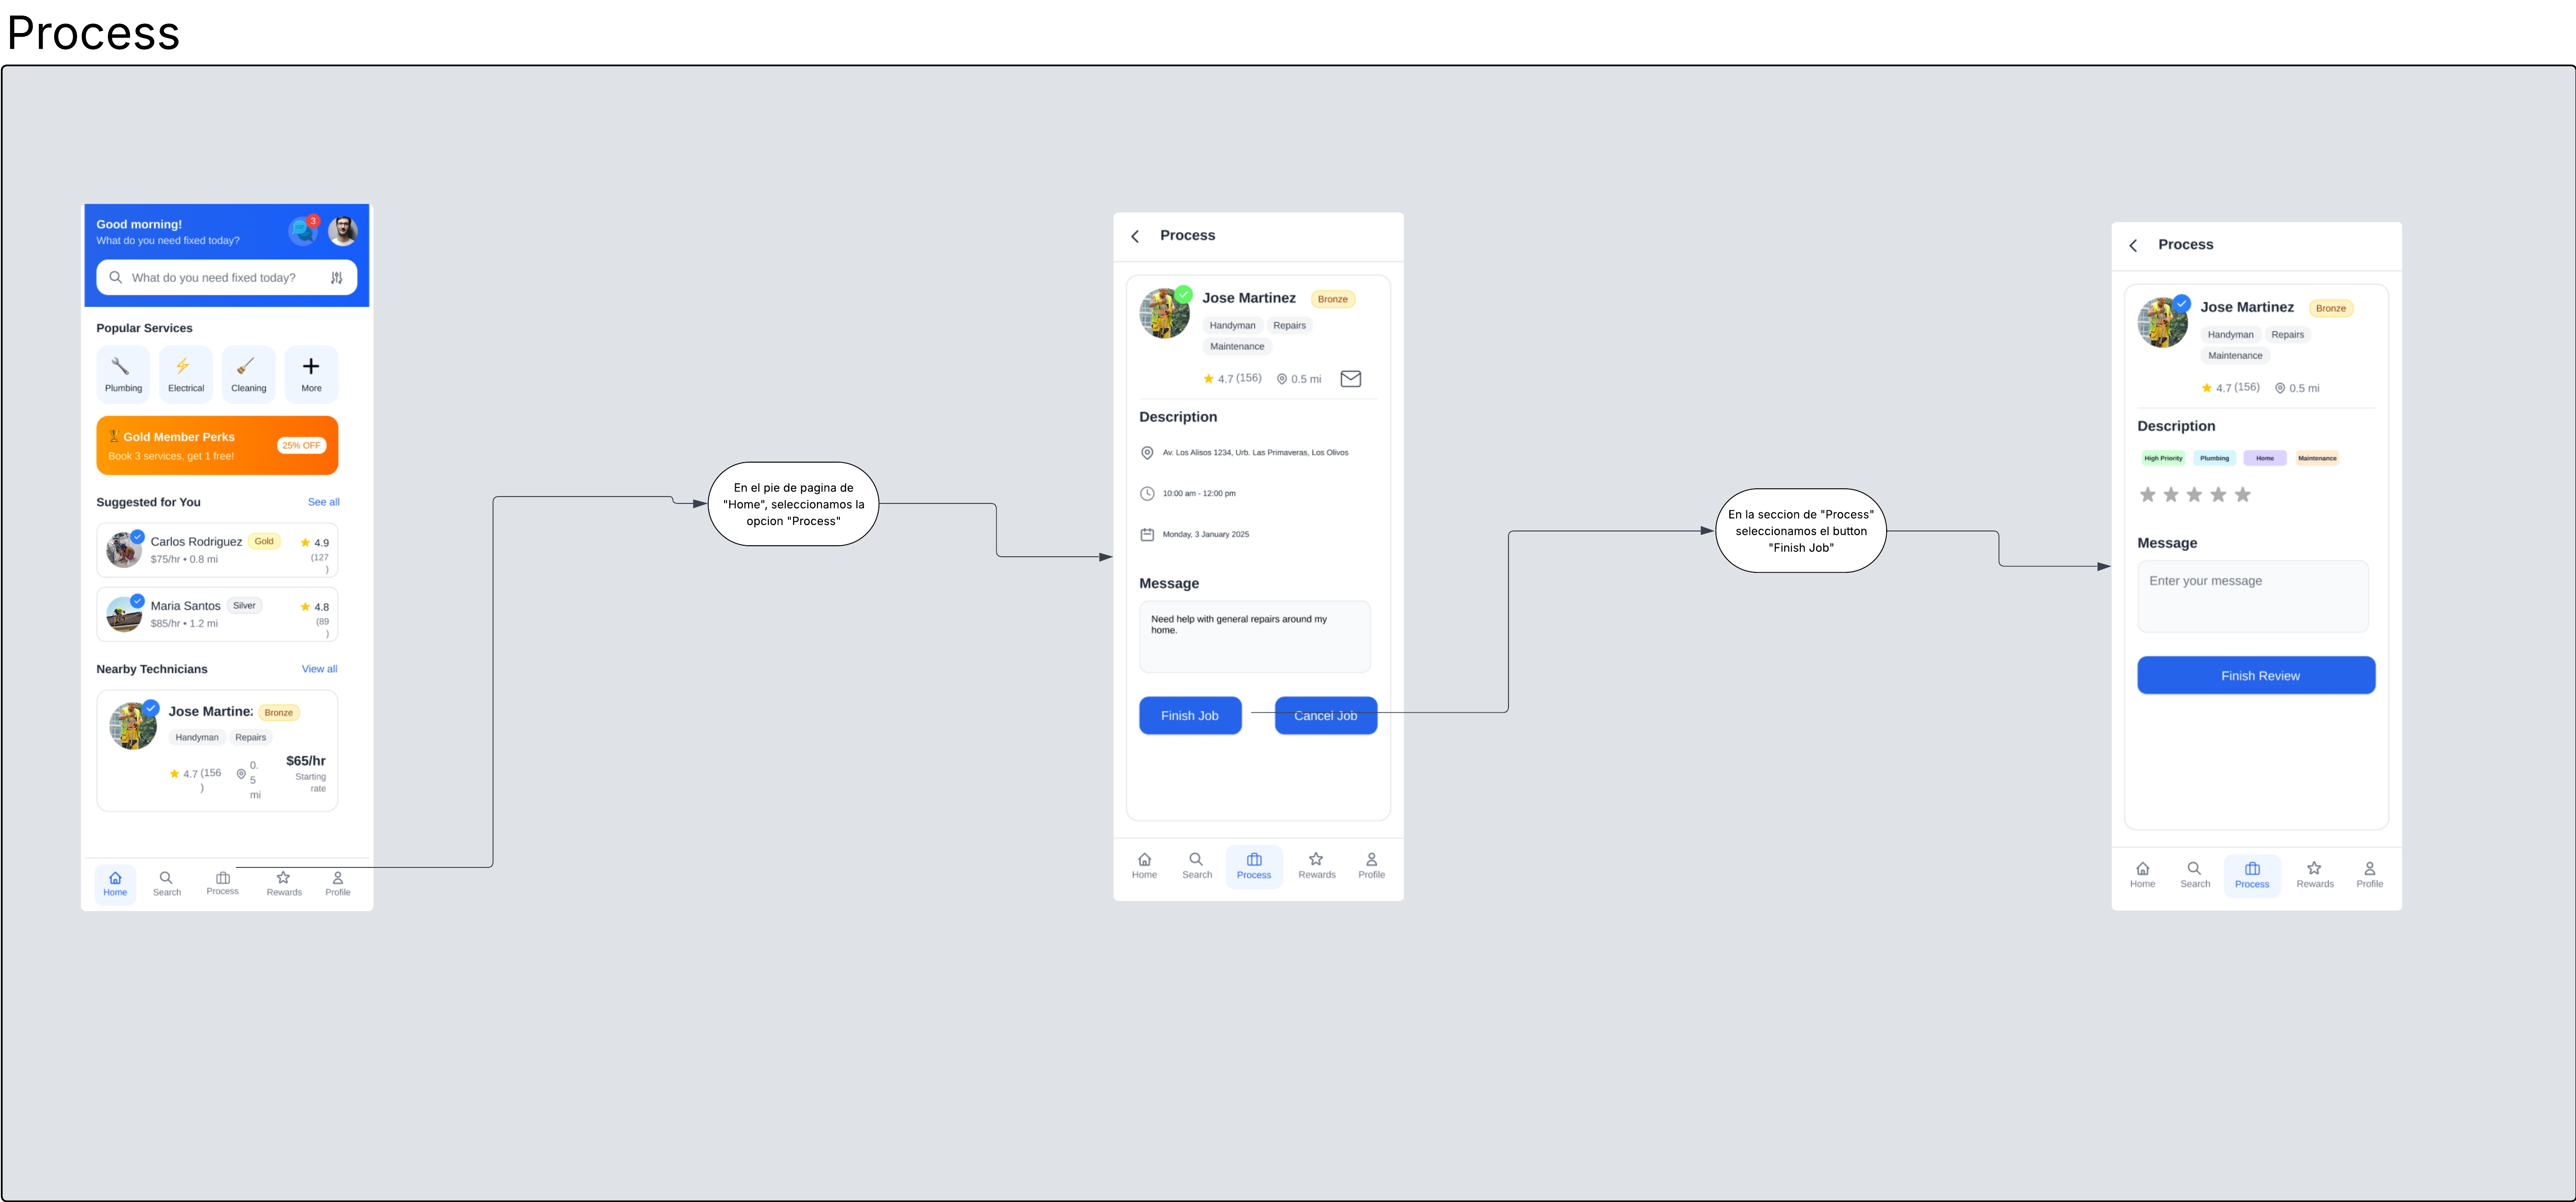 Process
Good morning!
3
What do you need fixed today?
What do you need fixed today?
Popular Services
Plumbing
Electrical
Cleaning
More
Gold Member Perks
Book 3 services, get 1 free!
25% OFF
Suggested for You
See all
Carlos Rodriguez
Gold
4.9
$75/hr • 0.8 mi
(127
)
Maria Santos
Silver
4.8
$85/hr • 1.2 mi
(89
)
Nearby Technicians
View all
Jose Martinez
Bronze
Handyman
Repairs
4.7 (156
)
0.
5
mi
$65/hr
Starting
rate
Home
Search
Process
Rewards
Profile
En el pie de pagina de
"Home", seleccionamos la
opcion "Process"
Process
Jose Martinez
Bronze
Handyman
Repairs
Maintenance
4.7 (156)
0.5 mi
Description
Av. Los Alisos 1234, Urb. Las Primaveras, Los Olivos
10:00 am - 12:00 pm
Monday, 3 January 2025
Message
Need help with general repairs around my
home.
Finish Job
Cancel Job
Home
Search
Process
Rewards
Profile
En la seccion de "Process"
seleccionamos el button
"Finish Job"
Process
Jose Martinez
Bronze
Handyman
Repairs
Maintenance
4.7 (156)
0.5 mi
Description
High Priority
Plumbing
Home
Maintenance
Message
Enter your message
Finish Review
Home
Search
Process
Rewards
Profile